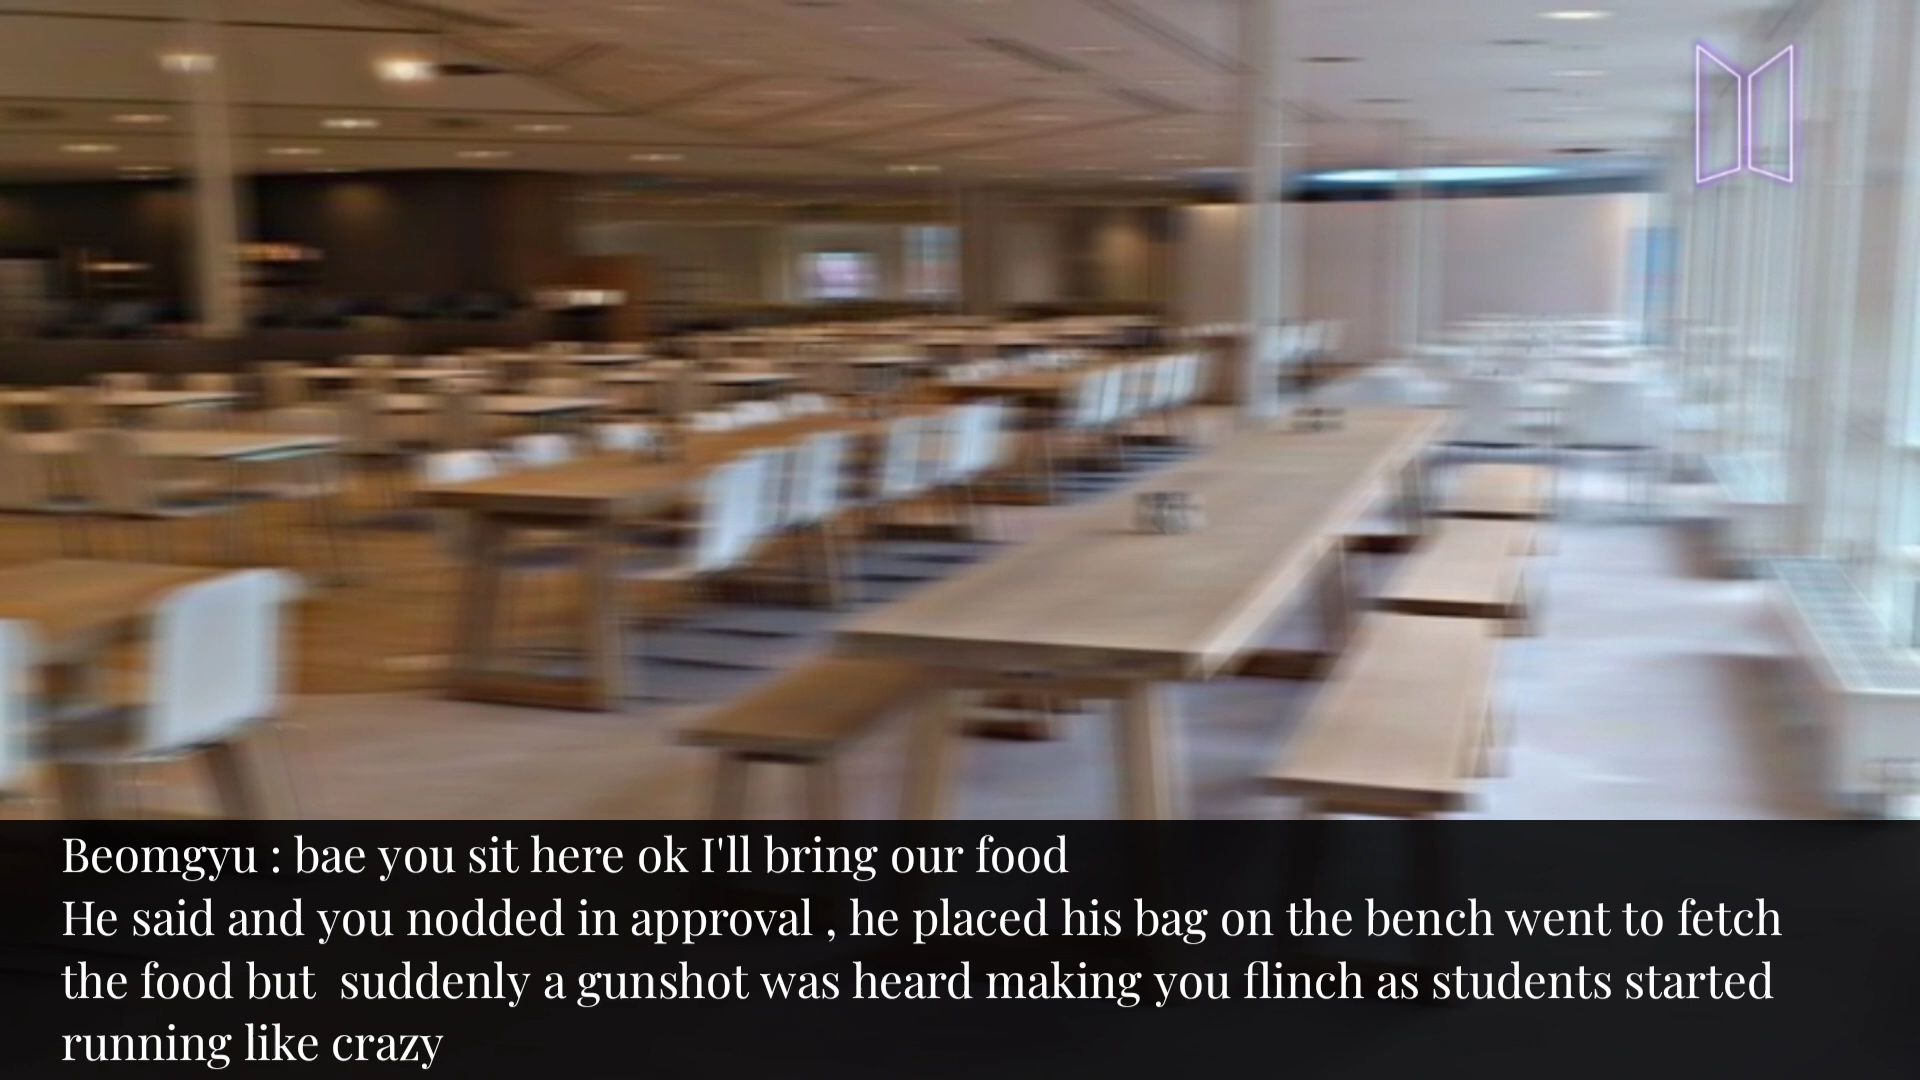 Beomgyu : bae you sit here ok I'll bring our food
He said and you nodded in approval , he placed his bag on the bench went to fetch
the food but  suddenly a gunshot was heard making you flinch as students started
running like crazy